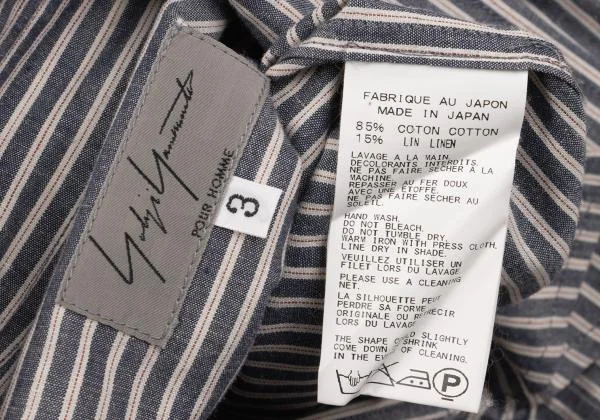 Yohji Yamamoto
POUR HOMME
3
FABRIQUE AU JAPON
MADE IN JAPAN
85% COTON COTTON
15% LIN LINEN
LAVAGE A LA MAIN.
DECOLORANTS INTERDITS.
NE PAS FAIRE SECHER A LA
MACHINE.
REPASSER AU FER DOUX
AVEC UNE ETOFFE.
NE PAS FAIRE SECHER AU
SOLEIL.
HAND WASH.
DO NOT BLEACH.
DO NOT TUMBLE DRY.
WARM IRON WITH PRESS CLOTH.
LINE DRY IN SHADE.
VEUILLEZ UTILISER UN
FILET LORS DU LAVAGE
PLEASE USE A CLEANING
NET.
LA SILHOUETTE PEUT
PERDRE SA FORME
ORIGINALE OU RETRECIR
LORS DU LAVAGE
THE SHAPE SLIGHTLY
COME DOWN SHRINK
IN THE CLEANING
P